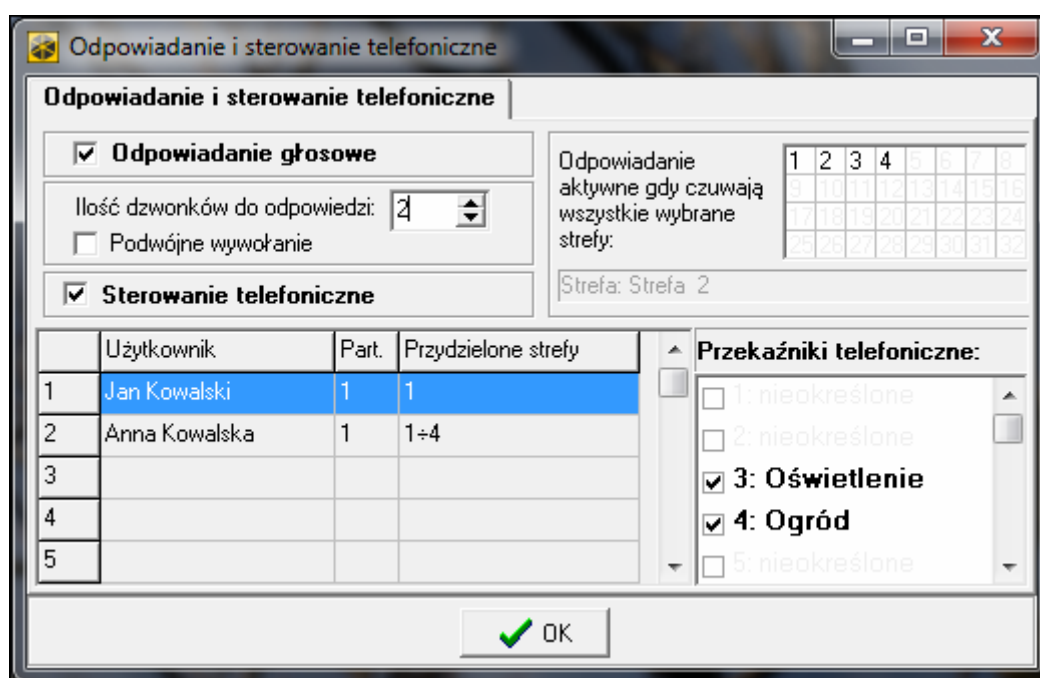 Odpowiadanie i sterowanie telefoniczne
Odpowiadanie i sterowanie telefoniczne
Odpowiadanie głosowe
Ilość dzwonków do odpowiedzi: 2
Podwójne wywołanie
Sterowanie telefoniczne
Odpowiadanie
aktywne gdy czuwają
wszystkie wybrane
strefy:
1 2 3 4 5 6 7 8
9 10 11 12 13 14 15 16
17 18 19 20 21 22 23 24
25 26 27 28 29 30 31 32
Strefa: Strefa 2
Użytkownik Part. Przydzielone strefy
1 Jan Kowalski 1 1
2 Anna Kowalska 1 1÷4
3
4
5
Przekaźniki telefoniczne:
1: nieokreślone
2: nieokreślone
3: Oświetlenie
4: Ogród
5: nieokreślone
OK